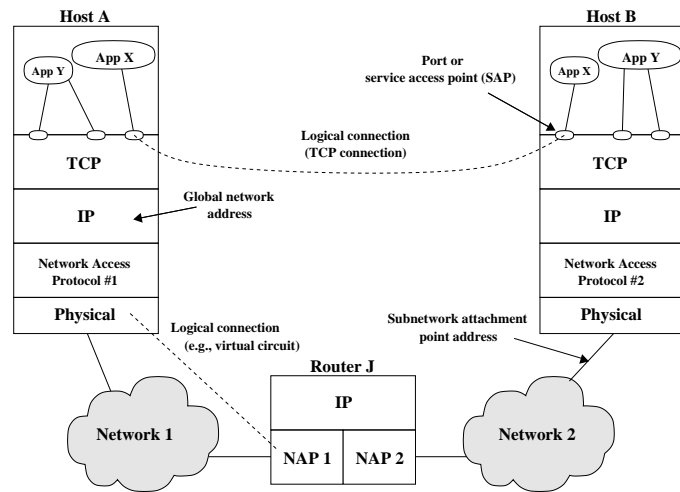 Host A
Host B
App X
App Y
App X
App Y
Port or
service access point (SAP)
Logical connection
(TCP connection)
TCP
TCP
IP
Global network
address
IP
Network Access
Protocol #1
Network Access
Protocol #2
Physical
Physical
Logical connection
(e.g., virtual circuit)
Subnetwork attachment
point address
Router J
IP
Network 1
NAP 1
NAP 2
Network 2